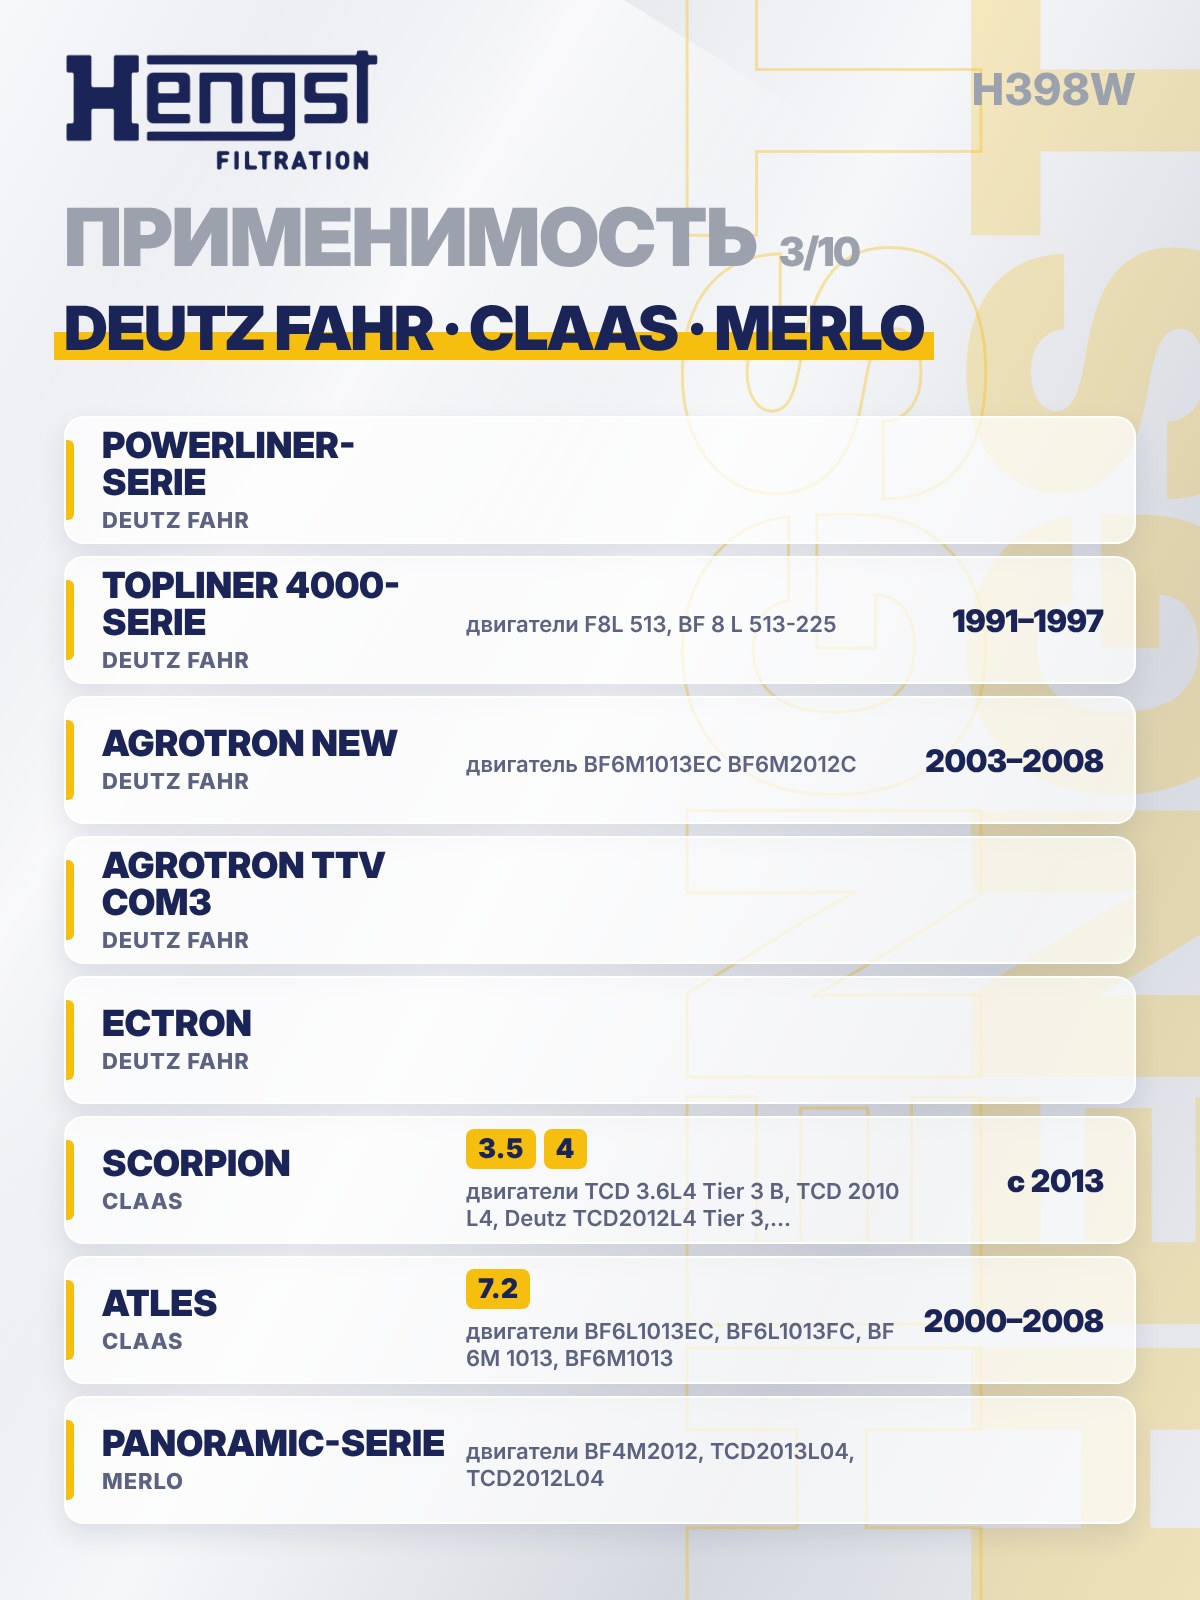 Hengst
FILTRATION
H398W
ПРИМЕНИМОСТЬ 3/10
DEUTZ FAHR · CLAAS · MERLO
POWERLINER-
SERIE
DEUTZ FAHR
TOPLINER 4000-
SERIE
DEUTZ FAHR
двигатели F8L 513, BF 8 L 513-225
1991–1997
AGROTRON NEW
DEUTZ FAHR
двигатель BF6M1013EC BF6M2012C
2003–2008
AGROTRON TTV
COM3
DEUTZ FAHR
ECTRON
DEUTZ FAHR
SCORPION
CLAAS
3.5 4
двигатели TCD 3.6L4 Tier 3 B, TCD 2010
L4, Deutz TCD2012L4 Tier 3,...
с 2013
ATLES
CLAAS
7.2
двигатели BF6L1013EC, BF6L1013FC, BF
6M 1013, BF6M1013
2000–2008
PANORAMIC-SERIE
MERLO
двигатели BF4M2012, TCD2013L04,
TCD2012L04
HENGST
HENGST